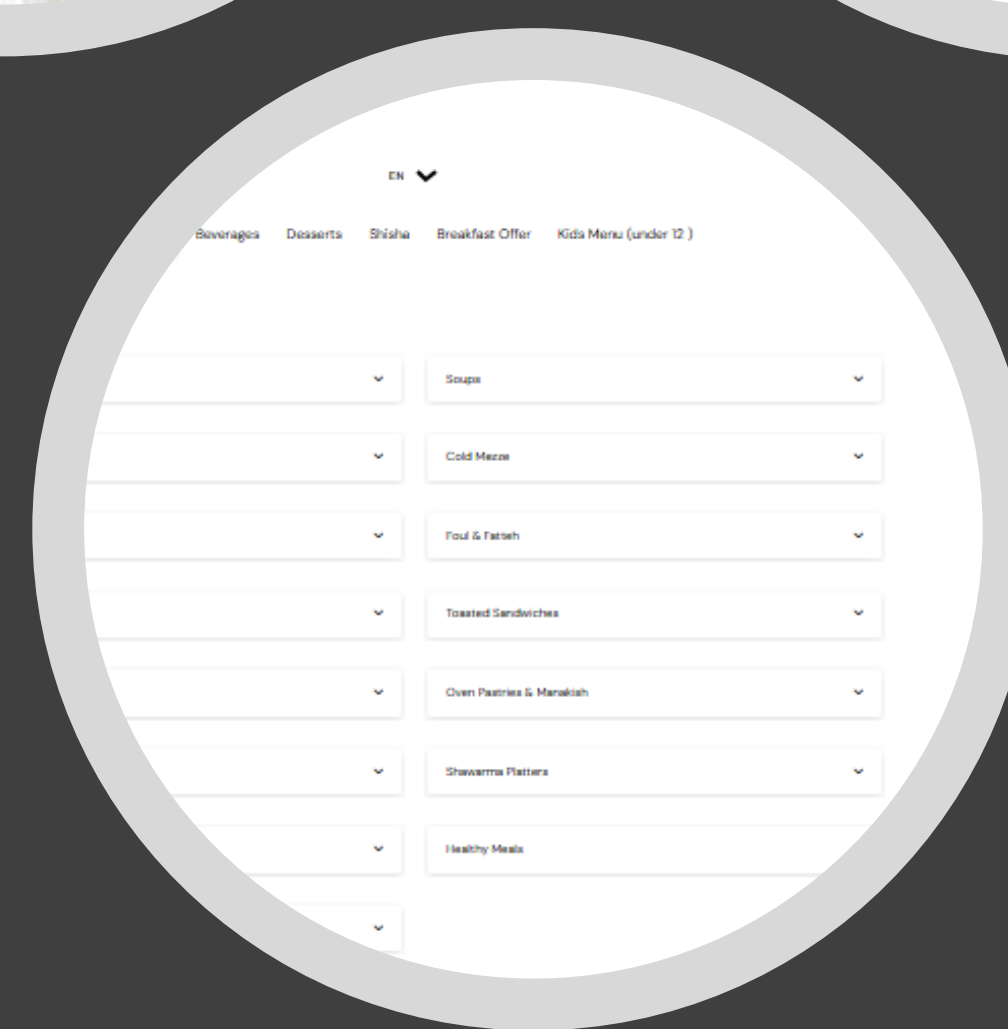 EN
Beverages Desserts Shisha Breakfast Offer Kids Menu (under 12 )
Soups
Cold Mezze
Foul & Fatteh
Toasted Sandwiches
Oven Pastries & Manakish
Shawarma Platters
Healthy Meals